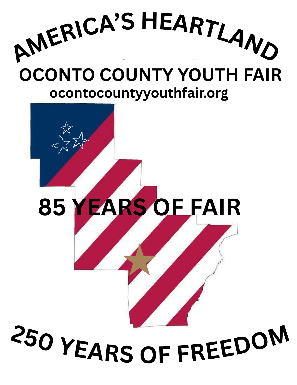 AMERICA'S HEARTLAND
OCONTO COUNTY YOUTH FAIR
ocontocountyyouthfair.org
85 YEARS OF FAIR
250 YEARS OF FREEDOM